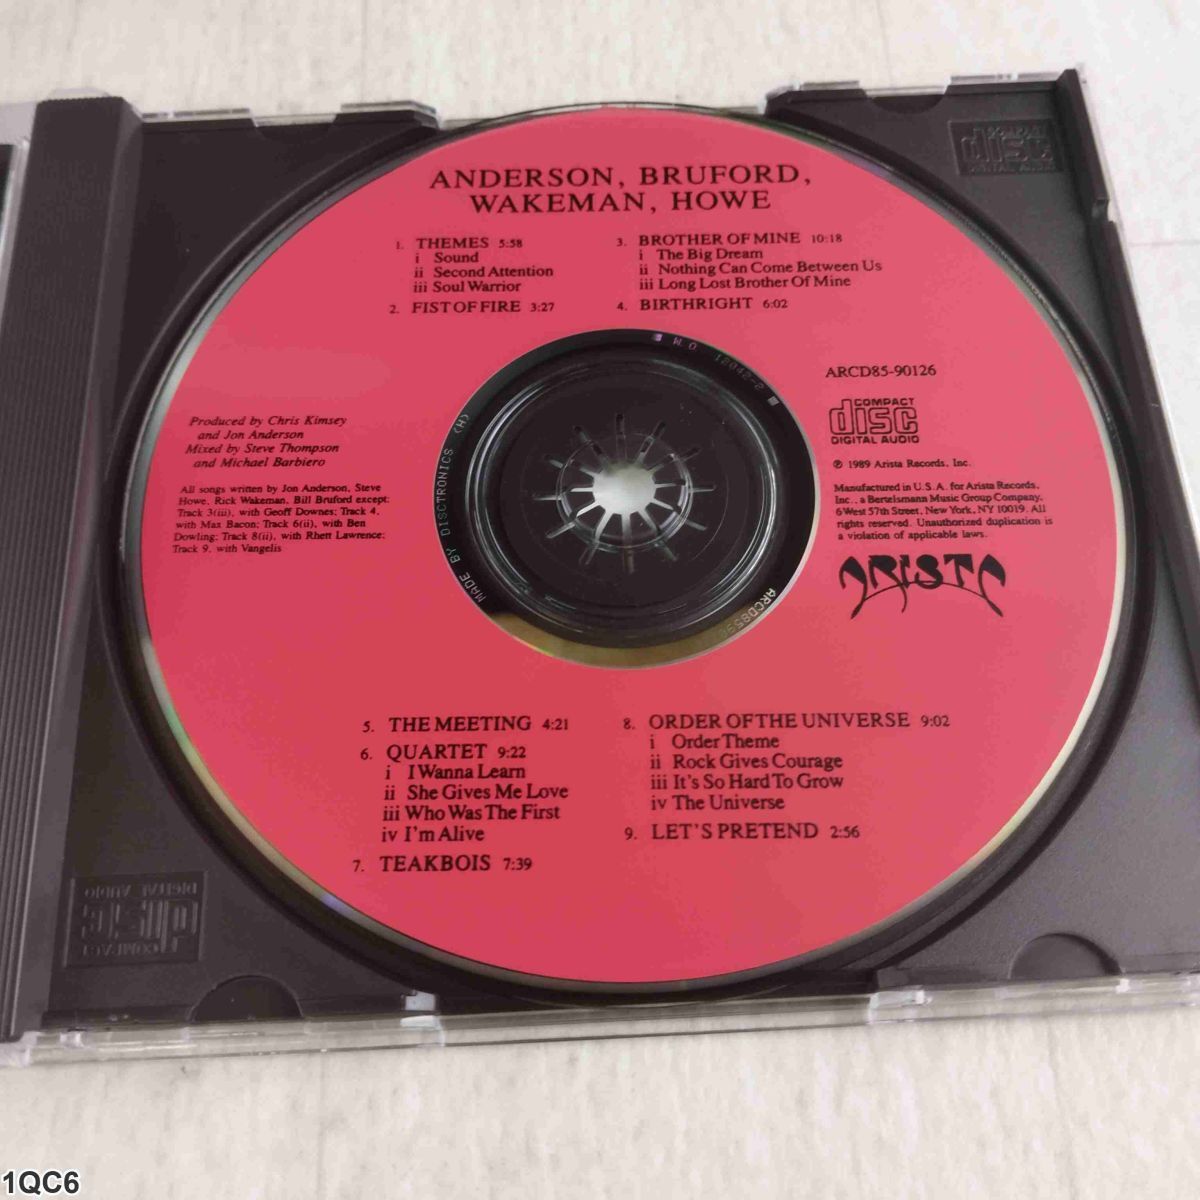 ANDERSON, BRUFORD,
WAKEMAN, HOWE
1. THEMES 5:58
i Sound
ii Second Attention
iii Soul Warrior
2. FIST OF FIRE 3:27
3. BROTHER OF MINE 10:18
i The Big Dream
ii Nothing Can Come Between Us
iii Long Lost Brother Of Mine
4. BIRTHRIGHT 6:02
W.O. 12042-2
MADE BY DISCTRONICS (H)
Produced by Chris Kimsey
and Jon Anderson
Mixed by Steve Thompson
and Michael Barbiero
All songs written by Jon Anderson, Steve
Howe, Rick Wakeman, Bill Bruford except:
Track 3(iii), with Geoff Downes; Track 4,
with Max Bacon; Track 6(ii), with Ben
Dowling; Track 8(ii), with Rhett Lawrence;
Track 9, with Vangelis
ARCD85-90126
COMPACT
disc
DIGITAL AUDIO
℗ 1989 Arista Records, Inc.
Manufactured in U.S.A. for Arista Records,
Inc., a Bertelsmann Music Group Company,
6 West 57th Street, New York, NY 10019. All
rights reserved. Unauthorized duplication is
a violation of applicable laws.
ARISTA
5. THE MEETING 4:21
6. QUARTET 9:22
i I Wanna Learn
ii She Gives Me Love
iii Who Was The First
iv I'm Alive
7. TEAKBOIS 7:39
8. ORDER OF THE UNIVERSE 9:02
i Order Theme
ii Rock Gives Courage
iii It's So Hard To Grow
iv The Universe
9. LET'S PRETEND 2:56
COMPACT
disc
DIGITAL AUDIO
COMPACT
disc
DIGITAL AUDIO
1QC6